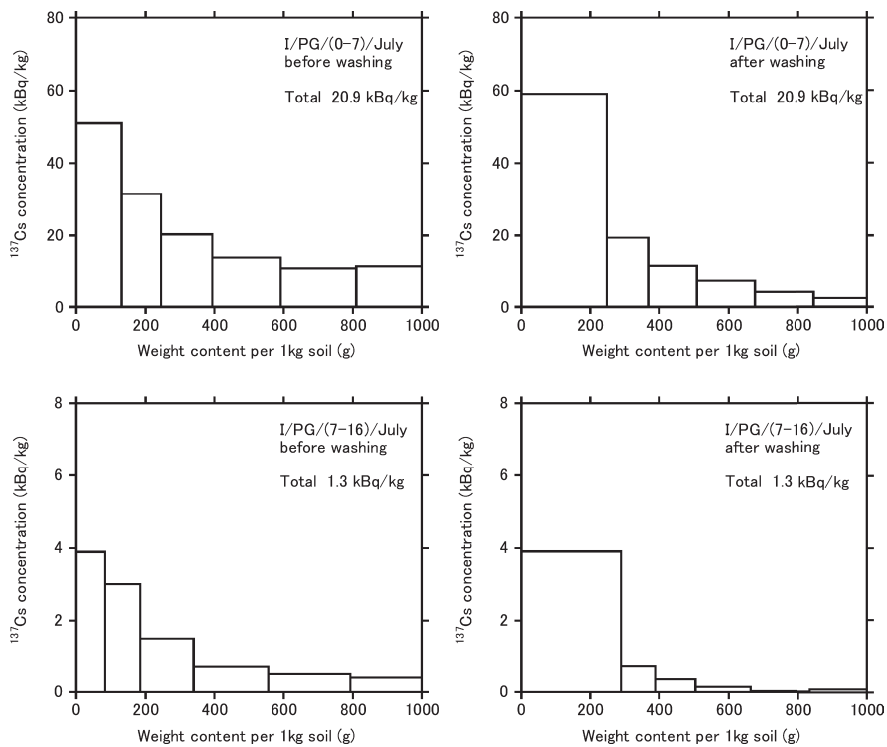 80
60
40
20
0
¹³⁷Cs concentration (kBq/kg)
I/PG/(0-7)/July
before washing
Total 20.9 kBq/kg
0 200 400 600 800 1000
Weight content per 1kg soil (g)
80
60
40
20
0
¹³⁷Cs concentration (kBq/kg)
I/PG/(0-7)/July
after washing
Total 20.9 kBq/kg
0 200 400 600 800 1000
Weight content per 1kg soil (g)
8
6
4
2
0
¹³⁷Cs concentration (kBq/kg)
I/PG/(7-16)/July
before washing
Total 1.3 kBq/kg
0 200 400 600 800 1000
Weight content per 1kg soil (g)
8
6
4
2
0
¹³⁷Cs concentration (kBq/kg)
I/PG/(7-16)/July
after washing
Total 1.3 kBq/kg
0 200 400 600 800 1000
Weight content per 1kg soil (g)